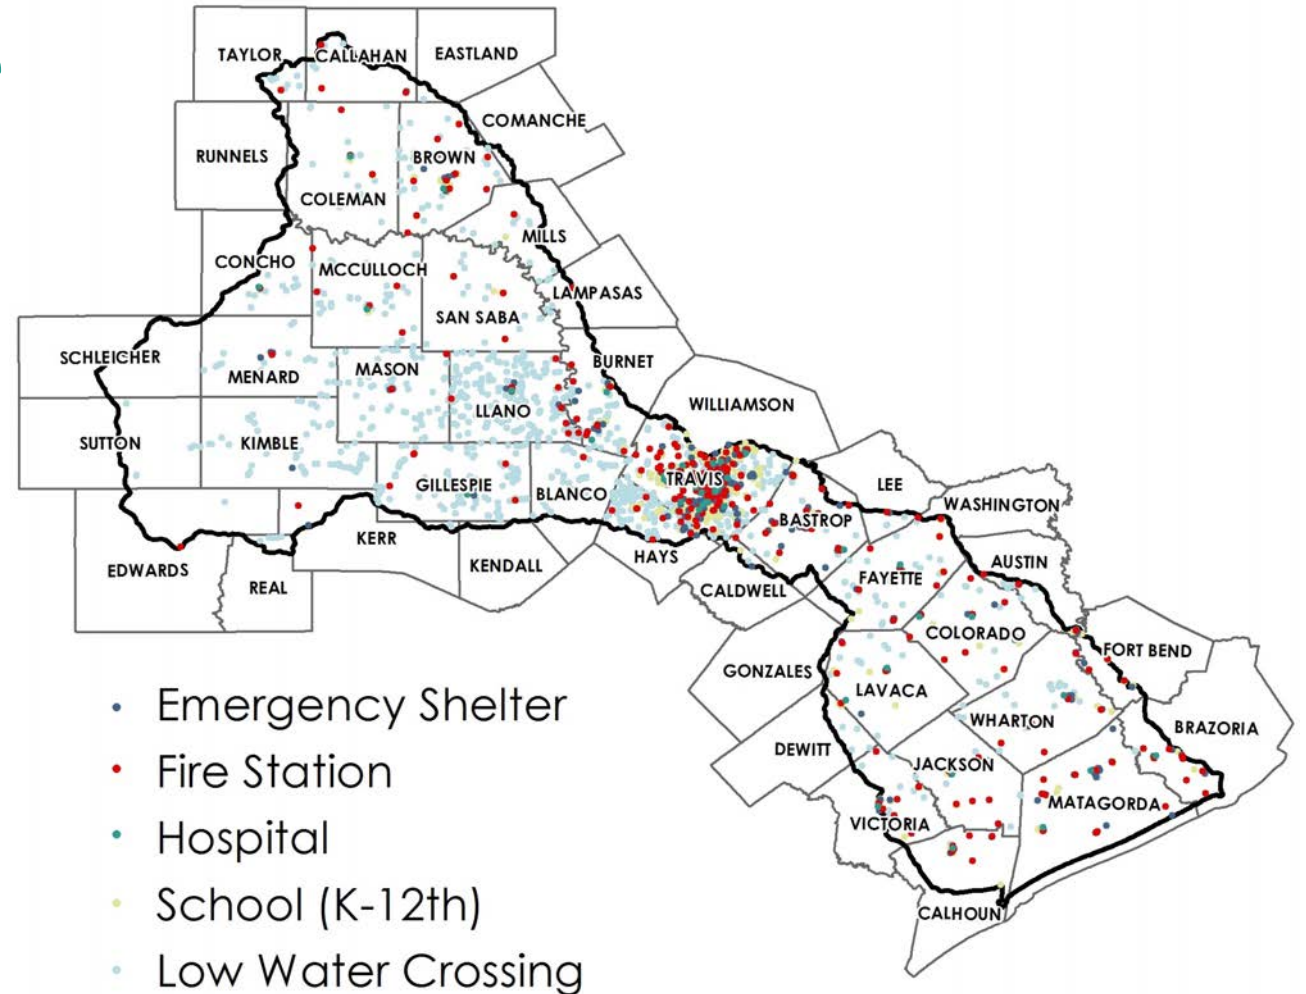 TAYLOR
CALLAHAN
EASTLAND
COMANCHE
RUNNELS
BROWN
COLEMAN
MILLS
CONCHO
MCCULLOCH
LAMPASAS
SAN SABA
SCHLEICHER
MENARD
MASON
BURNET
LLANO
WILLIAMSON
SUTTON
KIMBLE
GILLESPIE
BLANCO
TRAVIS
LEE
WASHINGTON
BASTROP
KERR
HAYS
EDWARDS
REAL
KENDALL
CALDWELL
FAYETTE
AUSTIN
COLORADO
FORT BEND
GONZALES
LAVACA
WHARTON
BRAZORIA
DEWITT
JACKSON
MATAGORDA
VICTORIA
CALHOUN
Emergency Shelter
Fire Station
Hospital
School (K-12th)
Low Water Crossing